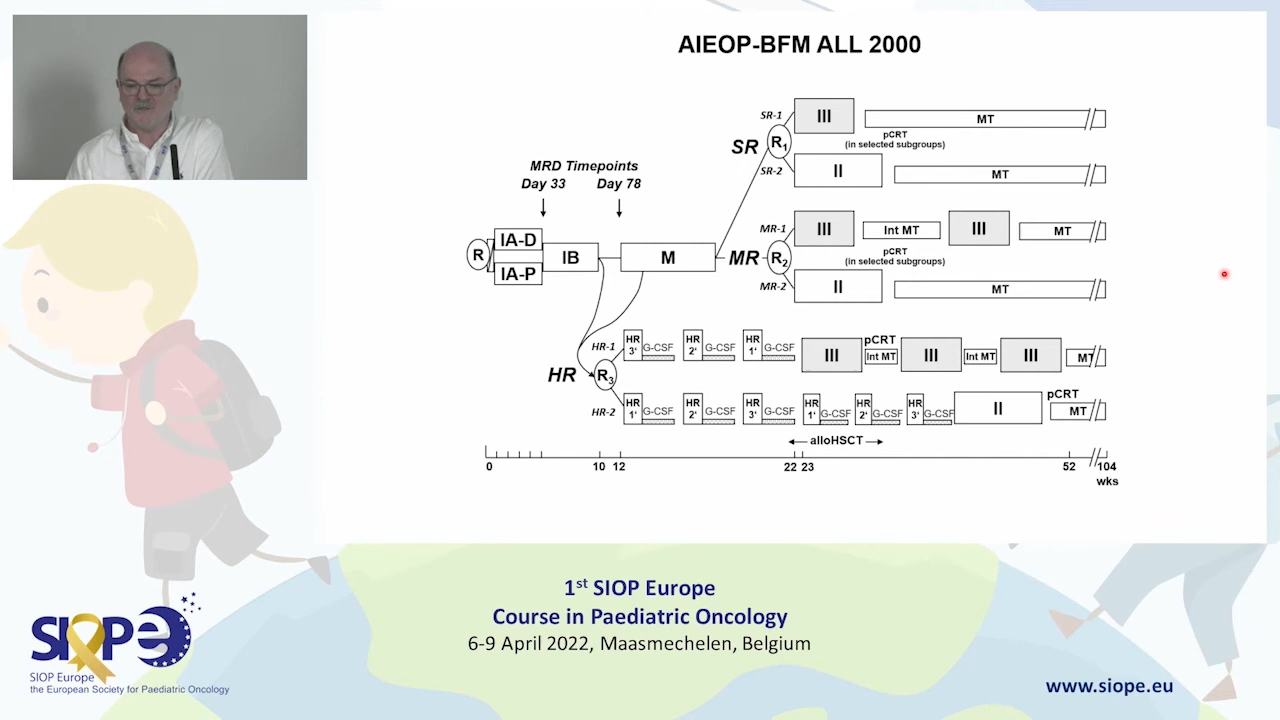 AIEOP-BFM ALL 2000
MRD Timepoints
Day 33 Day 78
R
IA-D
IA-P
IB
M
SR
R1
SR-1
III
MT
pCRT
(in selected subgroups)
SR-2
II
MT
MR
R2
MR-1
III
Int MT
III
MT
pCRT
(in selected subgroups)
MR-2
II
MT
HR
R3
HR-1
HR 3' G-CSF
HR 2' G-CSF
HR 1' G-CSF
III
pCRT
Int MT
III
Int MT
III
MT
HR-2
HR 1' G-CSF
HR 2' G-CSF
HR 3' G-CSF
HR 1' G-CSF
HR 2' G-CSF
HR 3' G-CSF
II
pCRT
MT
alloHSCT
0 10 12 22 23 52 104
wks
1st SIOP Europe
Course in Paediatric Oncology
6-9 April 2022, Maasmechelen, Belgium
SIOPe
SIOP Europe
the European Society for Paediatric Oncology
www.siope.eu